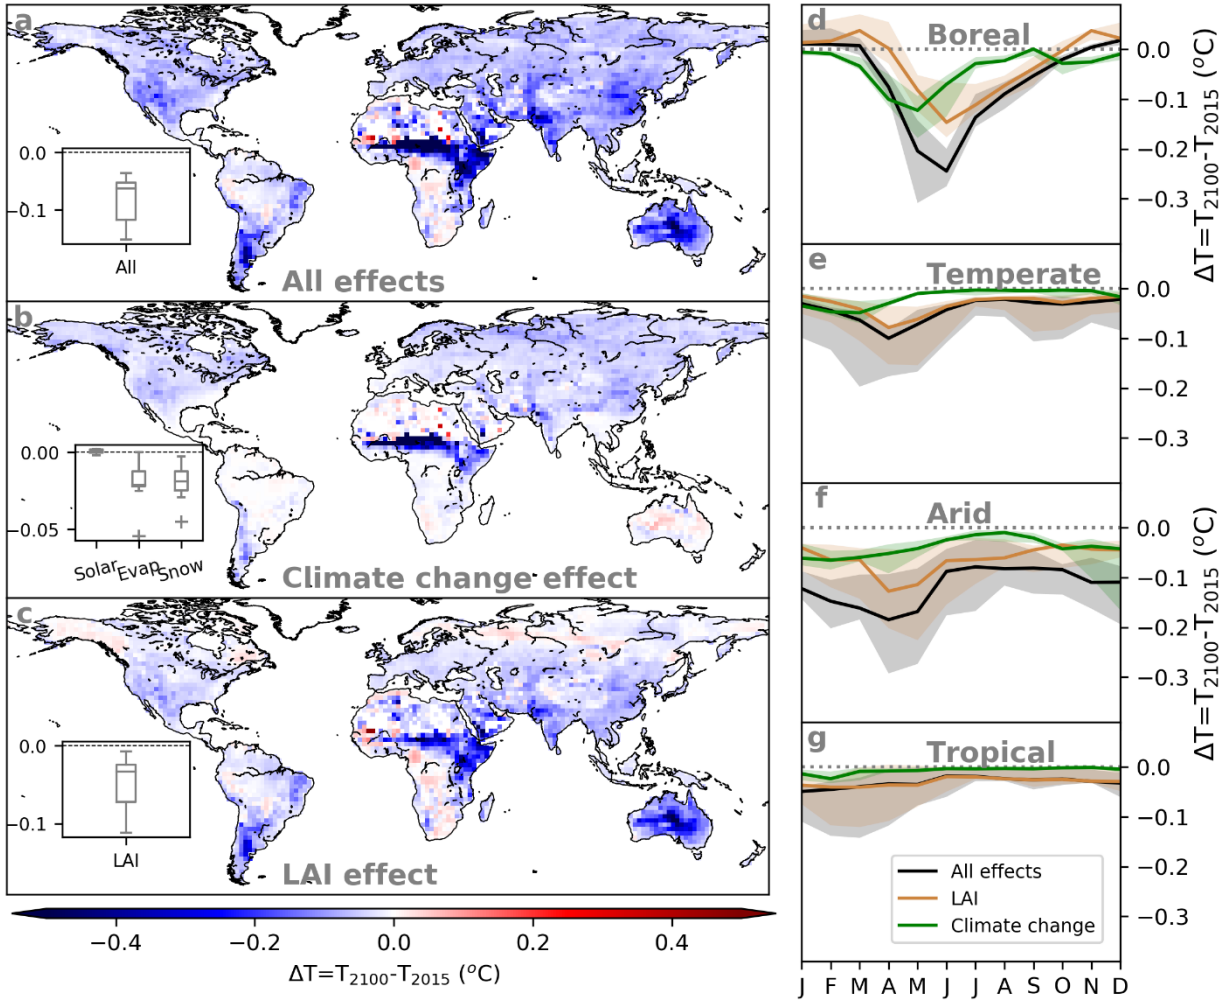 a
0.0
−0.1
All
All effects
b
0.00
−0.05
Solar Evap Snow
Climate change effect
c
0.0
−0.1
LAI
LAI effect
−0.4 −0.2 0.0 0.2 0.4
ΔT=T2100-T2015 (°C)
d Boreal
0.0
−0.1
−0.2
−0.3
ΔT=T2100-T2015 (°C)
e Temperate
0.0
−0.1
−0.2
−0.3
f Arid
0.0
−0.1
−0.2
−0.3
ΔT=T2100-T2015 (°C)
g Tropical
0.0
−0.1
−0.2
−0.3
All effects
LAI
Climate change
J F M A M J J A S O N D